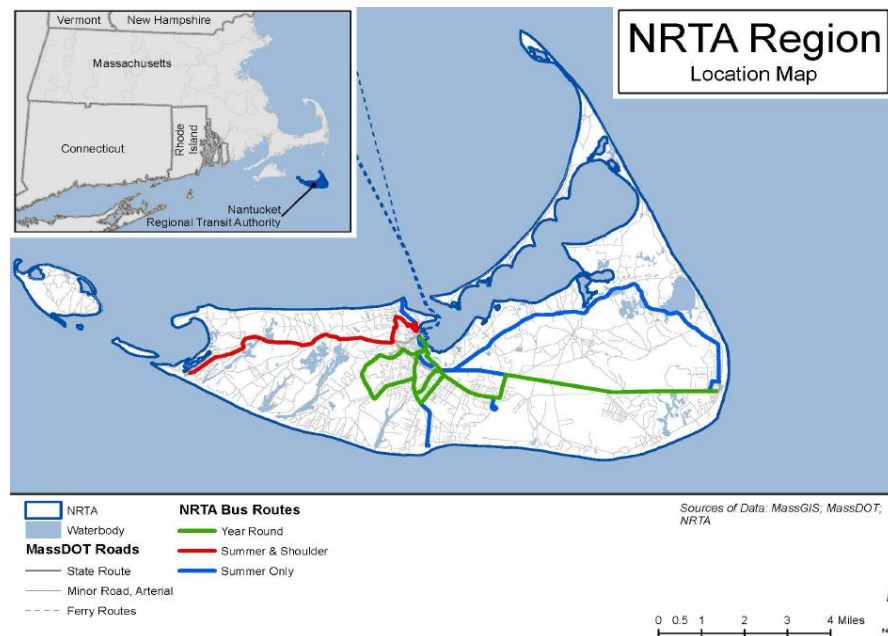 NRTA Region
Location Map
Vermont
New Hampshire
Massachusetts
Connecticut
Rhode
Island
Nantucket
Regional Transit Authority
NRTA
Waterbody
MassDOT Roads
State Route
Minor Road, Arterial
Ferry Routes
NRTA Bus Routes
Year Round
Summer & Shoulder
Summer Only
Sources of Data: MassGIS; MassDOT;
NRTA
0 0.5 1 2 3 4 Miles